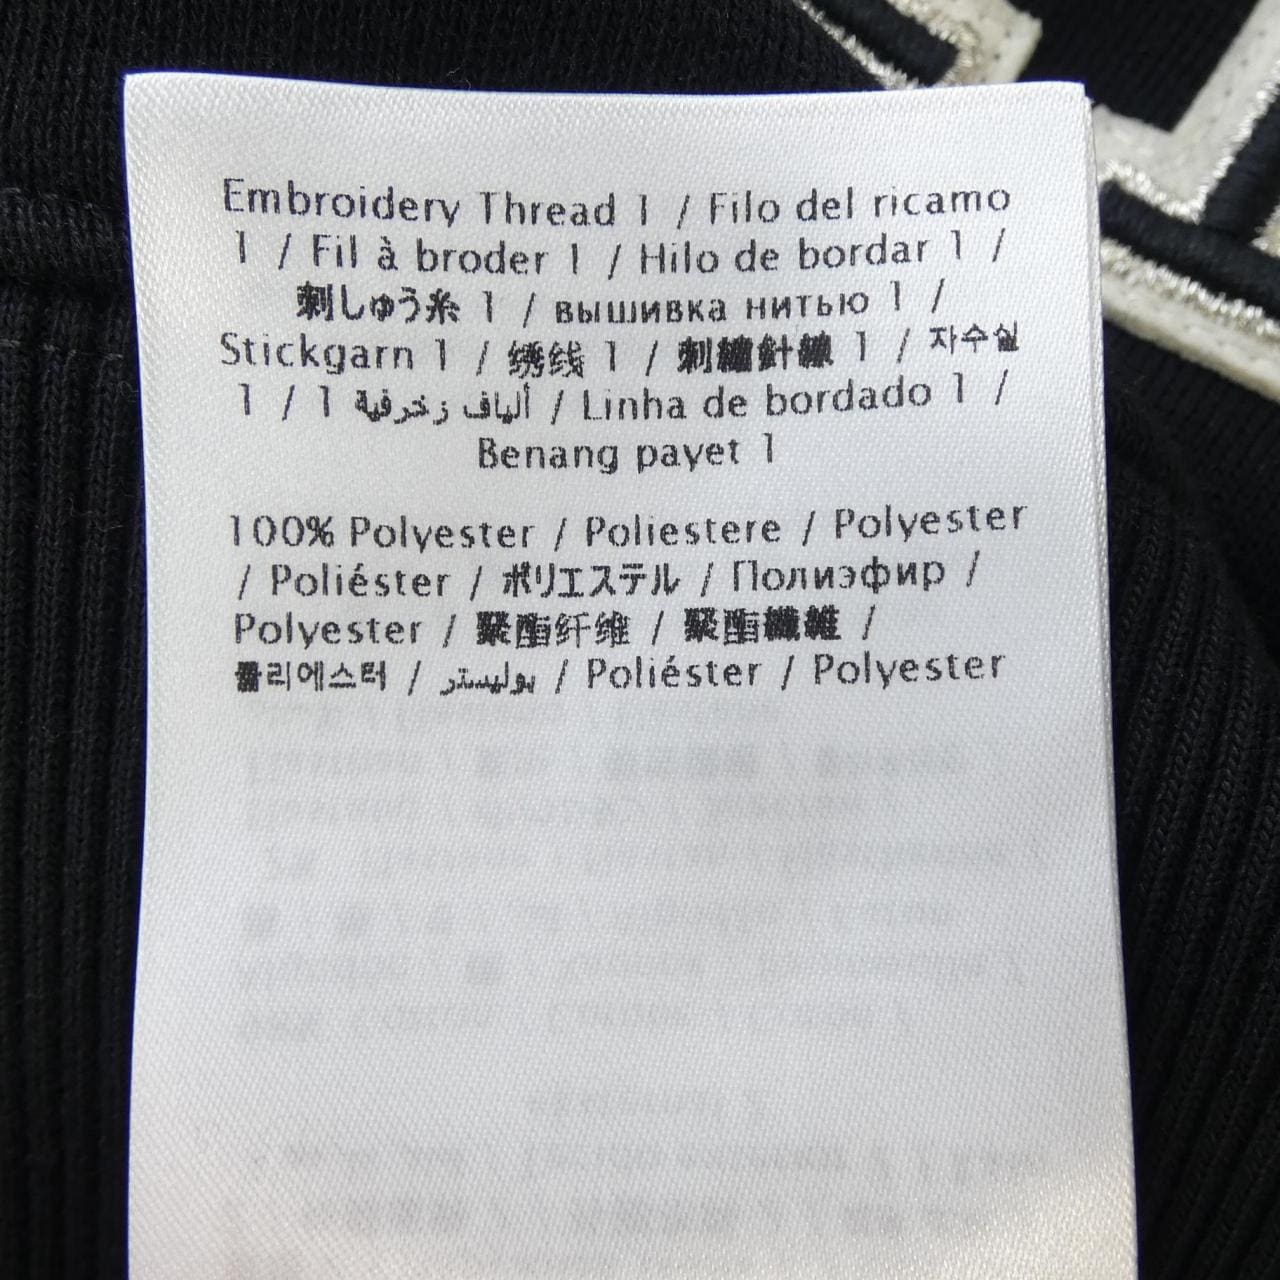 Embroidery Thread 1 / Filo del ricamo
1 / Fil à broder 1 / Hilo de bordar 1 /
刺しゅう糸 1 / вышивка нитью 1 /
Stickgarn 1 / 绣线 1 / 刺繡針線 1 / 자수실
1 / 1 ألياف زخرفية / Linha de bordado 1 /
Benang payet 1
100% Polyester / Poliestere / Polyester
/ Poliéster / ポリエステル / Полиэфир /
Polyester / 聚酯纤维 / 聚酯纖維 /
폴리에스터 / بوليستر / Poliéster / Polyester